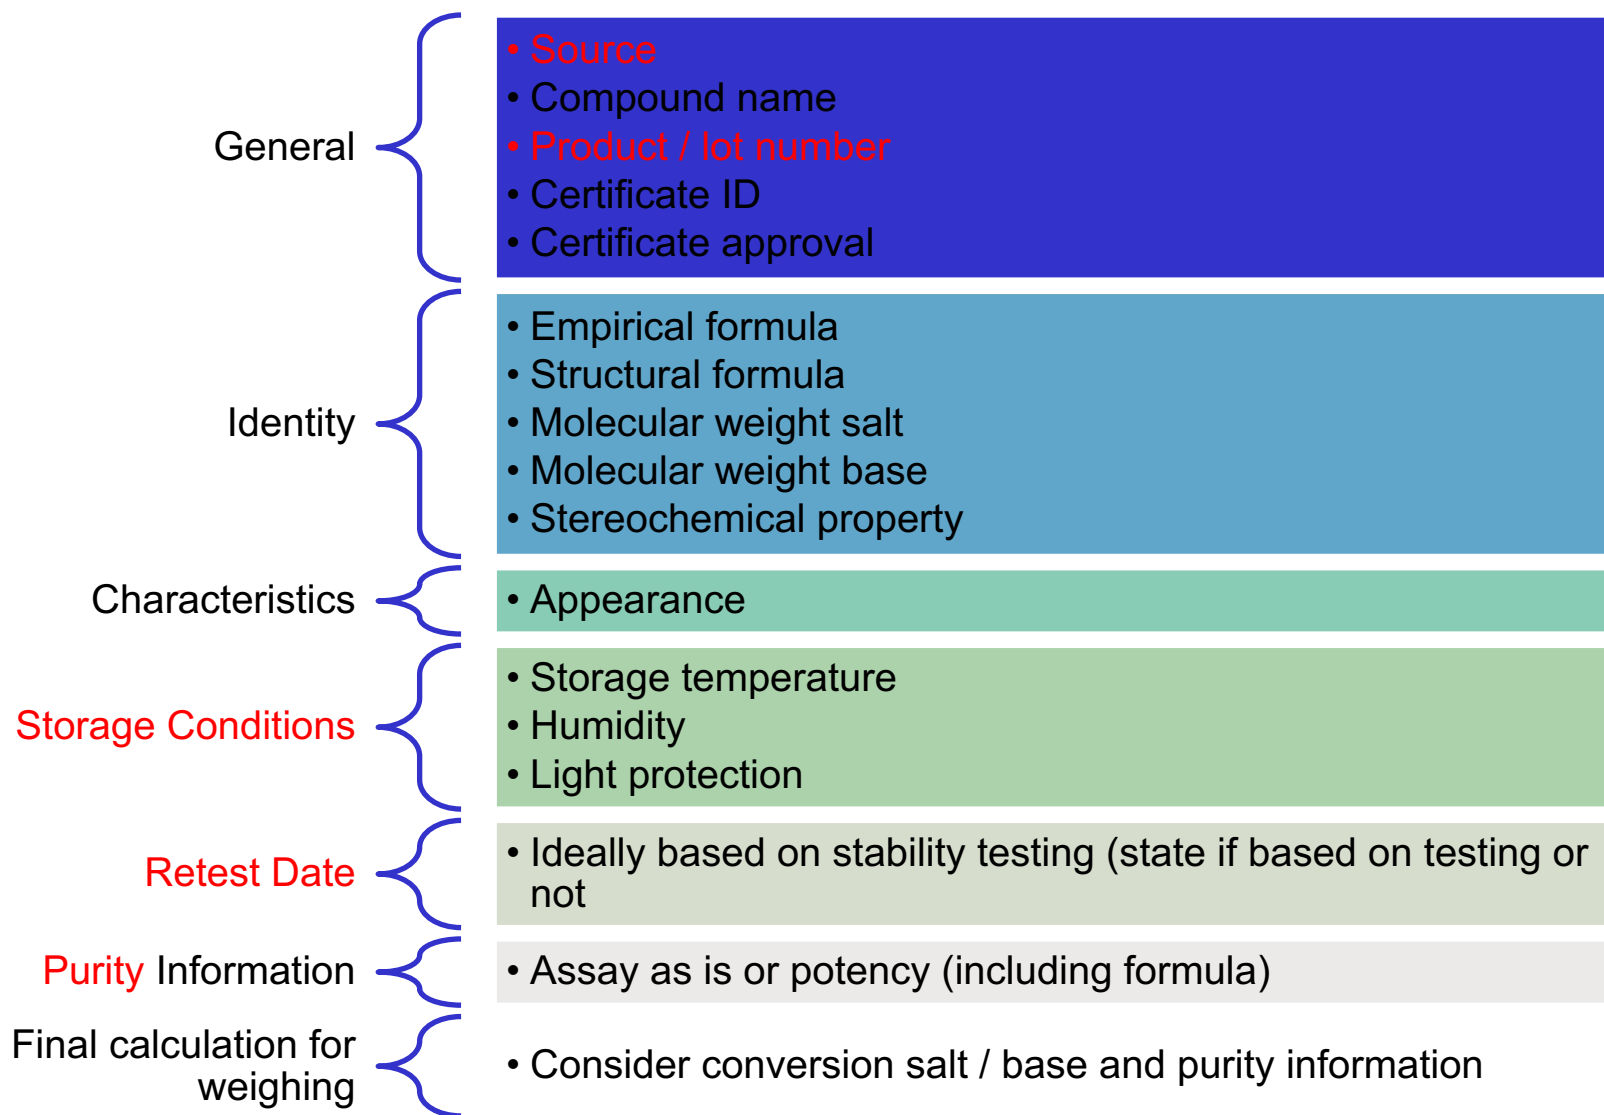 General
• Source
• Compound name
• Product / lot number
• Certificate ID
• Certificate approval
Identity
• Empirical formula
• Structural formula
• Molecular weight salt
• Molecular weight base
• Stereochemical property
Characteristics
• Appearance
Storage Conditions
• Storage temperature
• Humidity
• Light protection
Retest Date
• Ideally based on stability testing (state if based on testing or
not
Purity Information
• Assay as is or potency (including formula)
Final calculation for
weighing
• Consider conversion salt / base and purity information